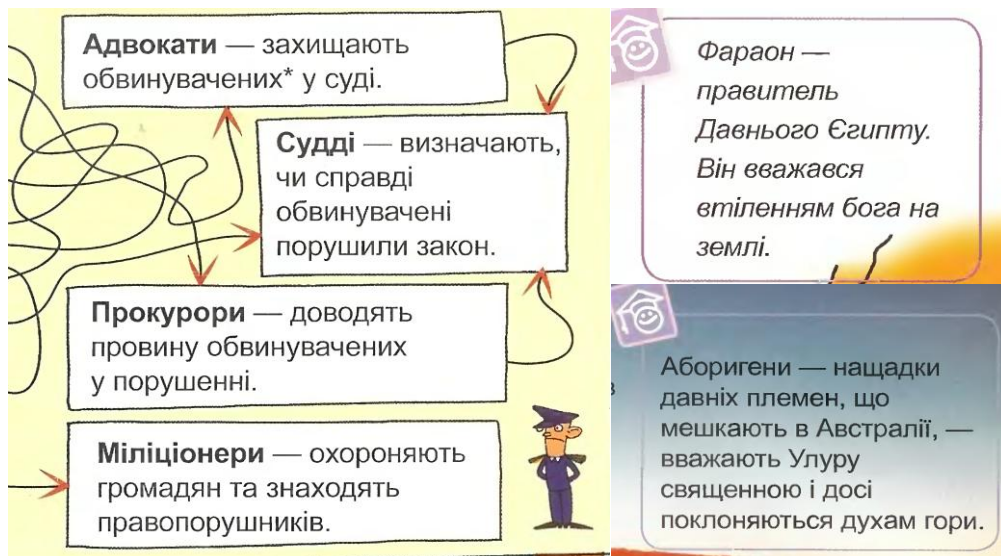 Адвокати — захищають
обвинувачених* у суді.
Судді — визначають,
чи справді
обвинувачені
порушили закон.
Прокурори — доводять
провину обвинувачених
у порушенні.
Міліціонери — охороняють
громадян та знаходять
правопорушників.
Фараон —
правитель
Давнього Єгипту.
Він вважався
втіленням бога на
землі.
Аборигени — нащадки
давніх племен, що
мешкають в Австралії, —
вважають Улуру
священною і досі
поклоняються духам гори.